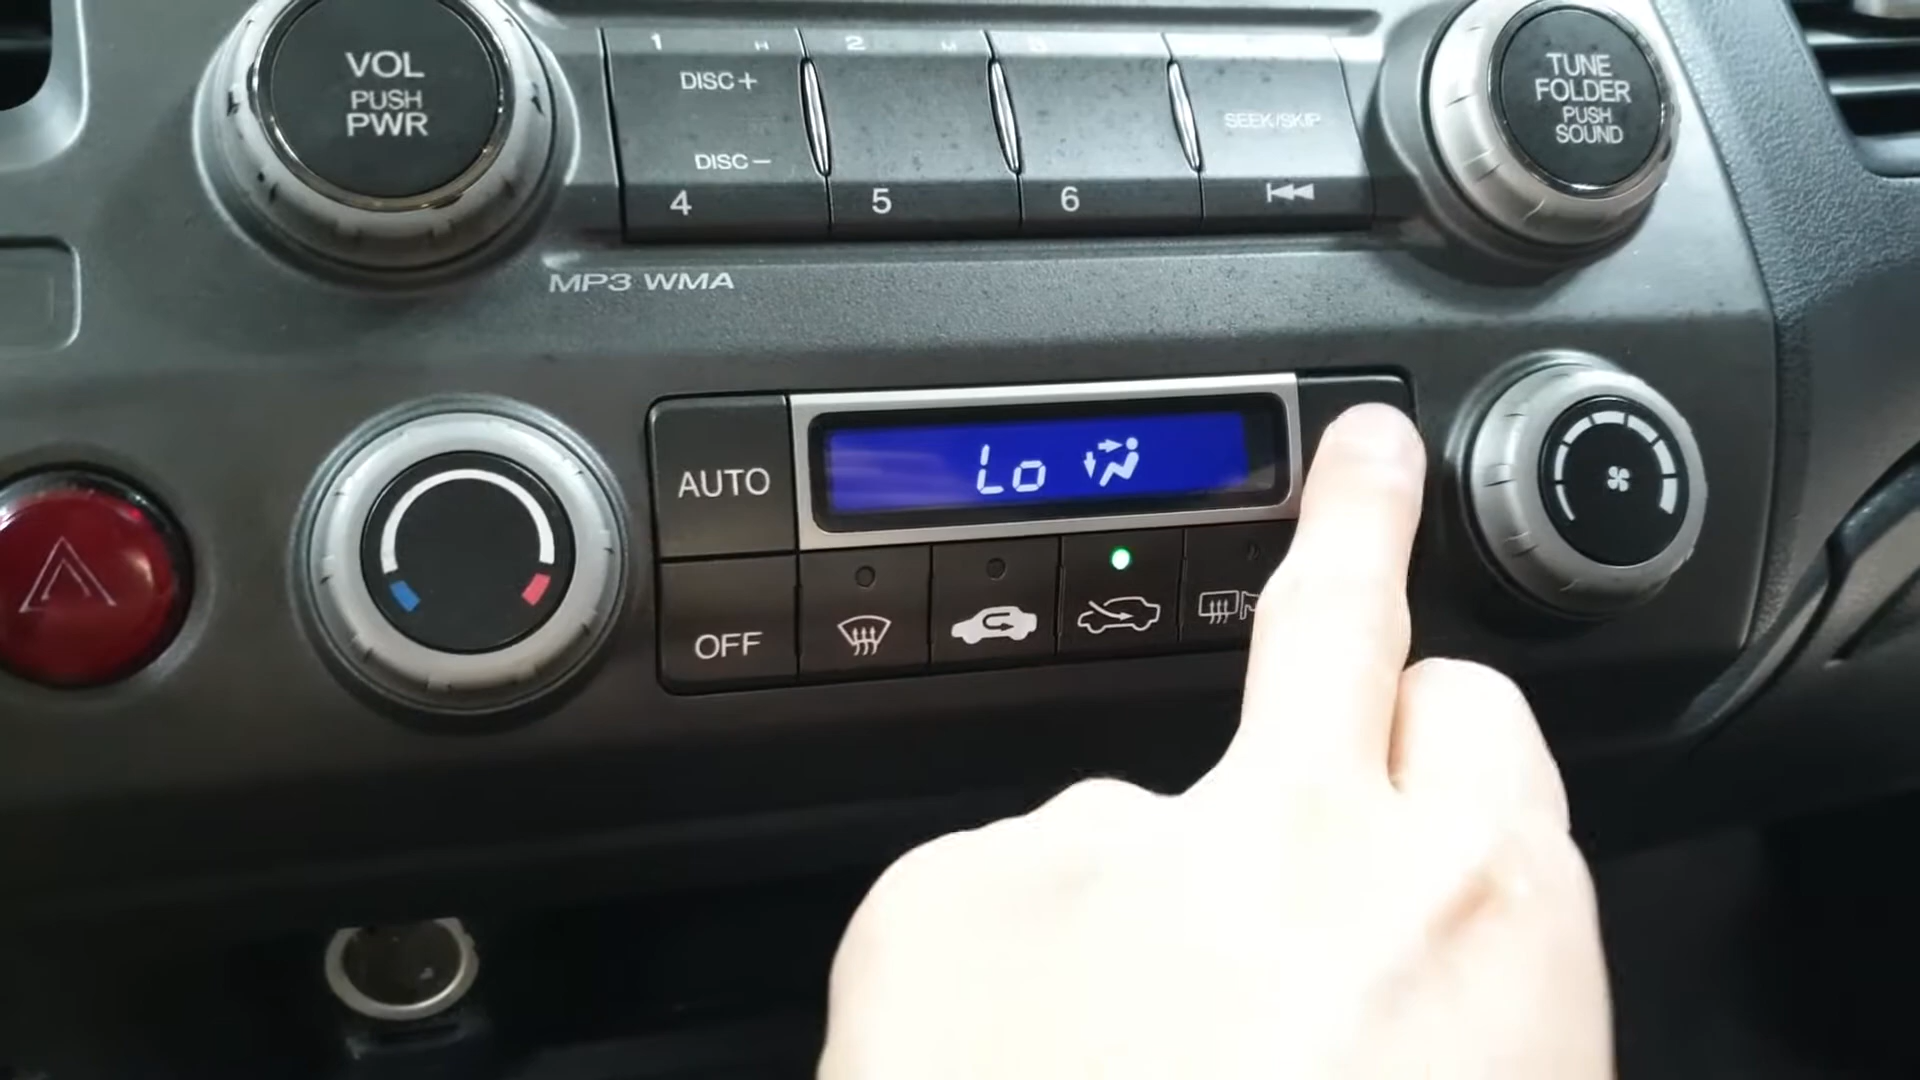 VOL
PUSH
PWR
1
2
DISC+
DISC−
SEEK/SKIP
4
5
6
TUNE
FOLDER
PUSH
SOUND
MP3 WMA
AUTO
Lo
OFF